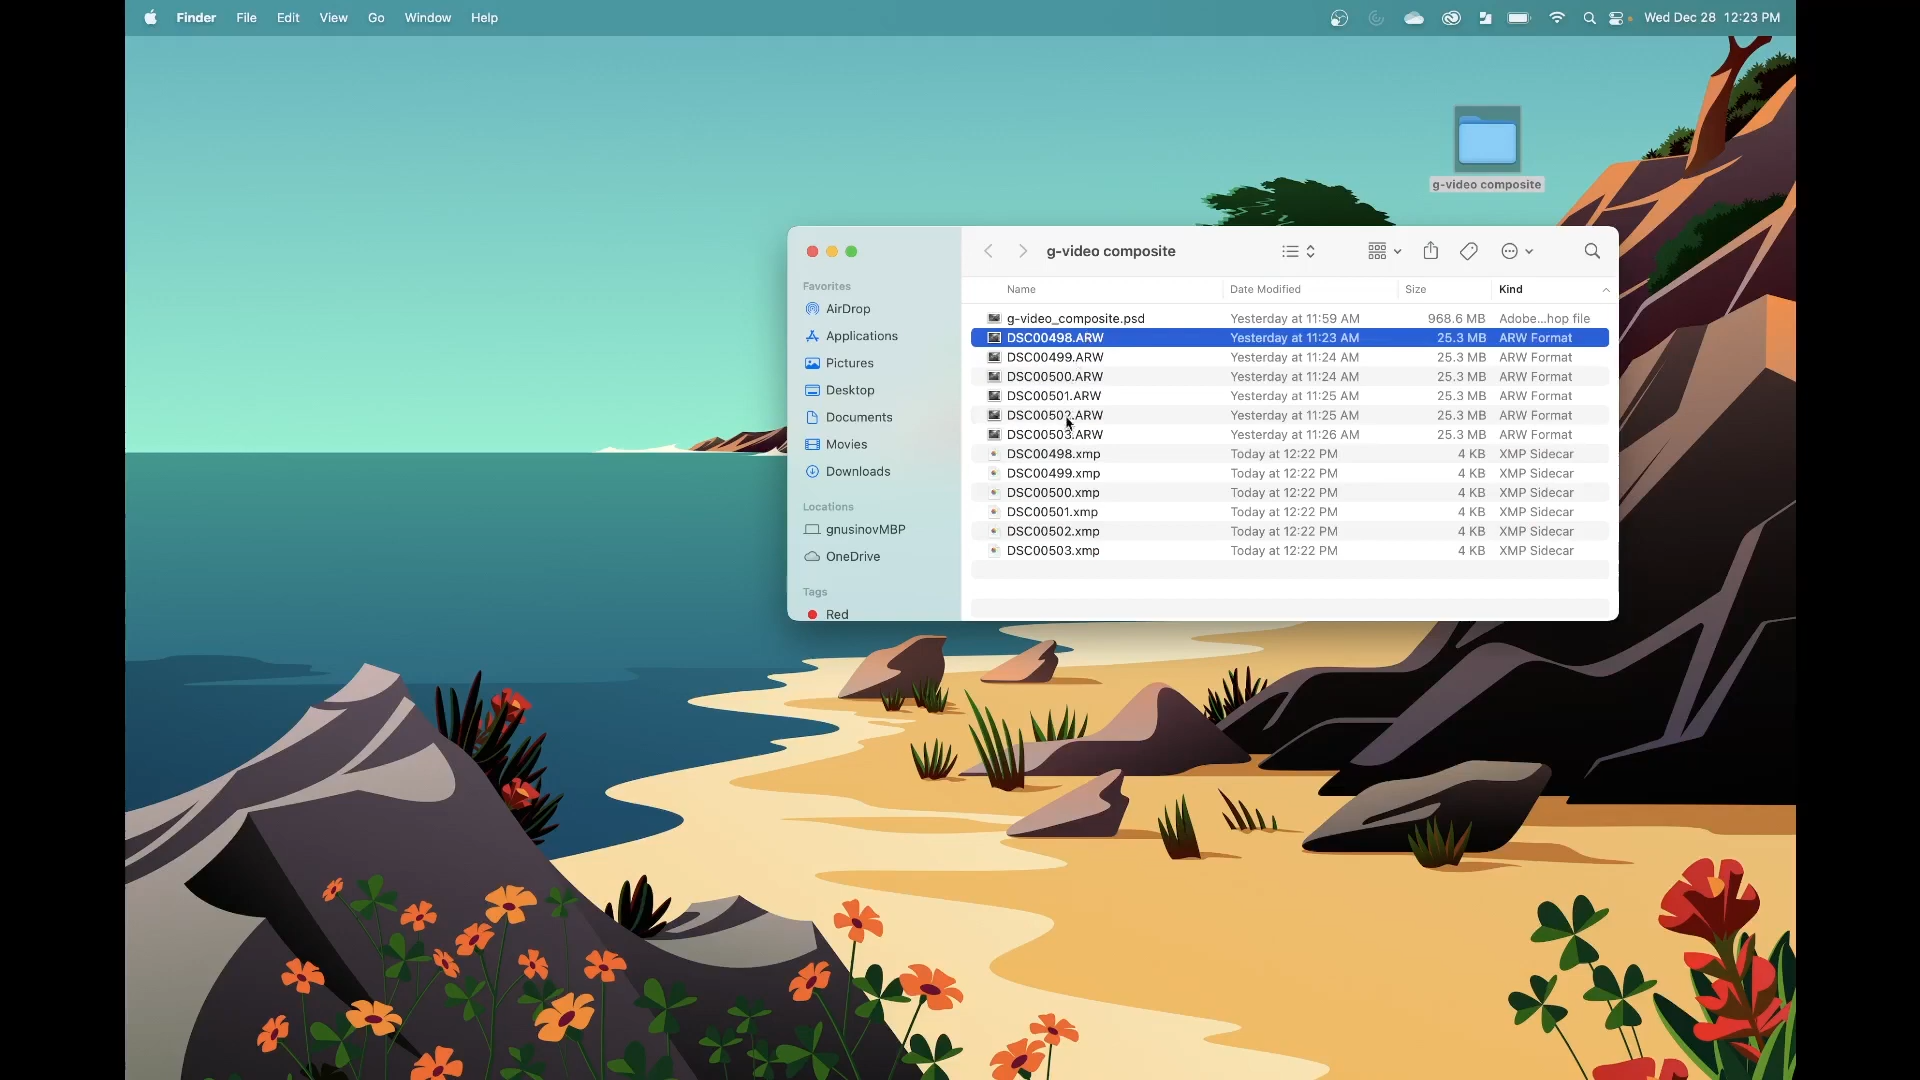 Finder File Edit View Go Window Help Wed Dec 28 12:23 PM
g-video composite
g-video composite
Favorites
AirDrop
Applications
Pictures
Desktop
Documents
Movies
Downloads
Locations
gnusinovMBP
OneDrive
Tags
Red
Name Date Modified Size Kind
g-video_composite.psd Yesterday at 11:59 AM 968.6 MB Adobe...hop file
DSC00498.ARW Yesterday at 11:23 AM 25.3 MB ARW Format
DSC00499.ARW Yesterday at 11:24 AM 25.3 MB ARW Format
DSC00500.ARW Yesterday at 11:24 AM 25.3 MB ARW Format
DSC00501.ARW Yesterday at 11:25 AM 25.3 MB ARW Format
DSC00502.ARW Yesterday at 11:25 AM 25.3 MB ARW Format
DSC00503.ARW Yesterday at 11:26 AM 25.3 MB ARW Format
DSC00498.xmp Today at 12:22 PM 4 KB XMP Sidecar
DSC00499.xmp Today at 12:22 PM 4 KB XMP Sidecar
DSC00500.xmp Today at 12:22 PM 4 KB XMP Sidecar
DSC00501.xmp Today at 12:22 PM 4 KB XMP Sidecar
DSC00502.xmp Today at 12:22 PM 4 KB XMP Sidecar
DSC00503.xmp Today at 12:22 PM 4 KB XMP Sidecar